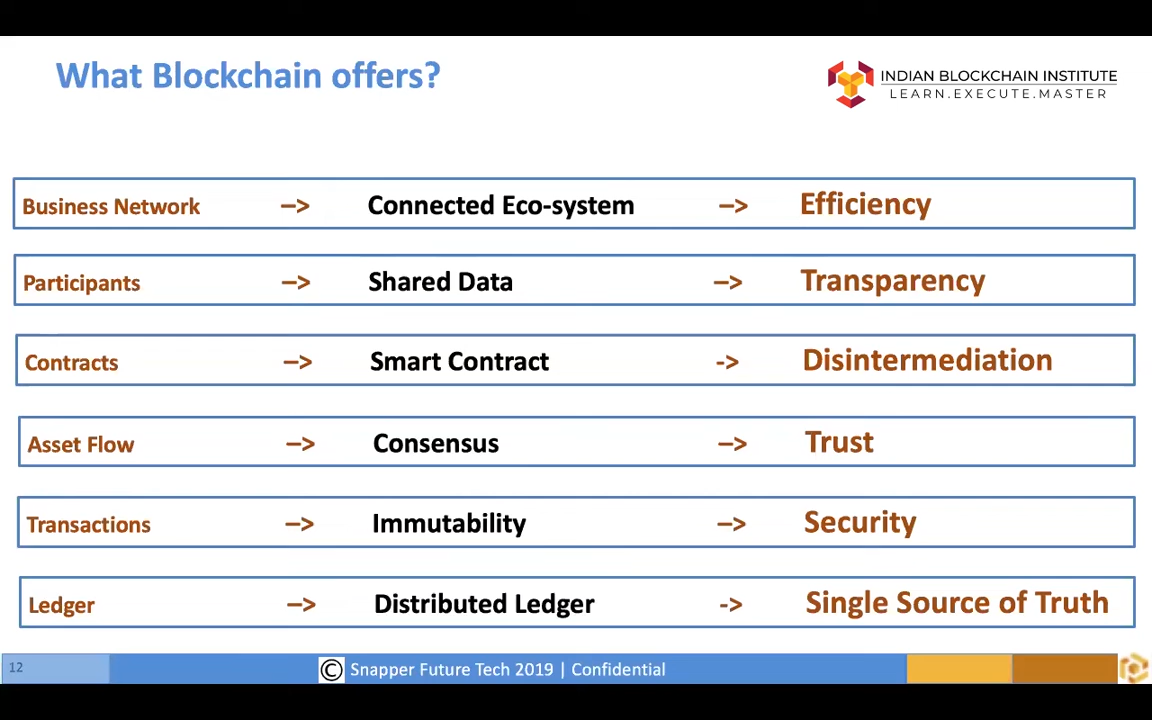 What Blockchain offers?
INDIAN BLOCKCHAIN INSTITUTE
LEARN.EXECUTE.MASTER
Business Network –> Connected Eco-system –> Efficiency
Participants –> Shared Data –> Transparency
Contracts –> Smart Contract -> Disintermediation
Asset Flow –> Consensus –> Trust
Transactions –> Immutability –> Security
Ledger –> Distributed Ledger -> Single Source of Truth
12 © Snapper Future Tech 2019 | Confidential